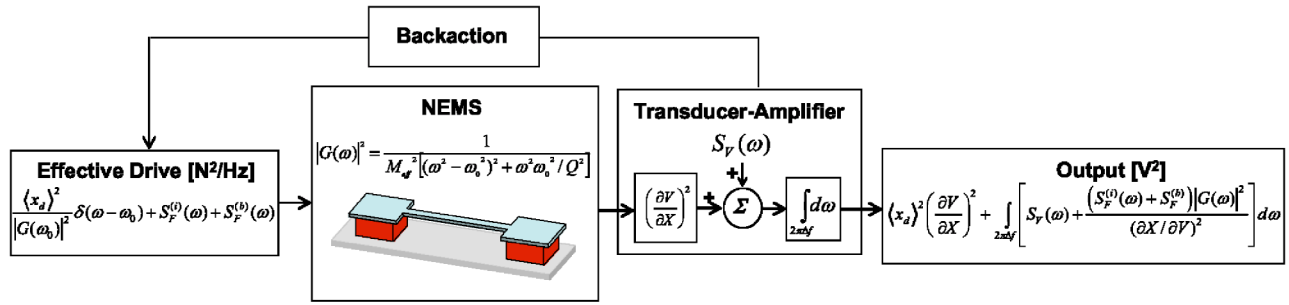 Backaction
Effective Drive [N²/Hz]
⟨x_d⟩² / |G(ω₀)|² δ(ω−ω₀) + S_F^(i)(ω) + S_F^(b)(ω)
NEMS
|G(ω)|² = 1 / M_eff² [(ω² − ω₀²)² + ω²ω₀² / Q²]
Transducer-Amplifier
S_V(ω)
+
(∂V/∂X)² + Σ ∫_{2πΔf} dω
Output [V²]
⟨x_d⟩² (∂V/∂X)² + ∫_{2πΔf} [S_V(ω) + (S_F^(i)(ω) + S_F^(b))|G(ω)|² / (∂X/∂V)²] dω